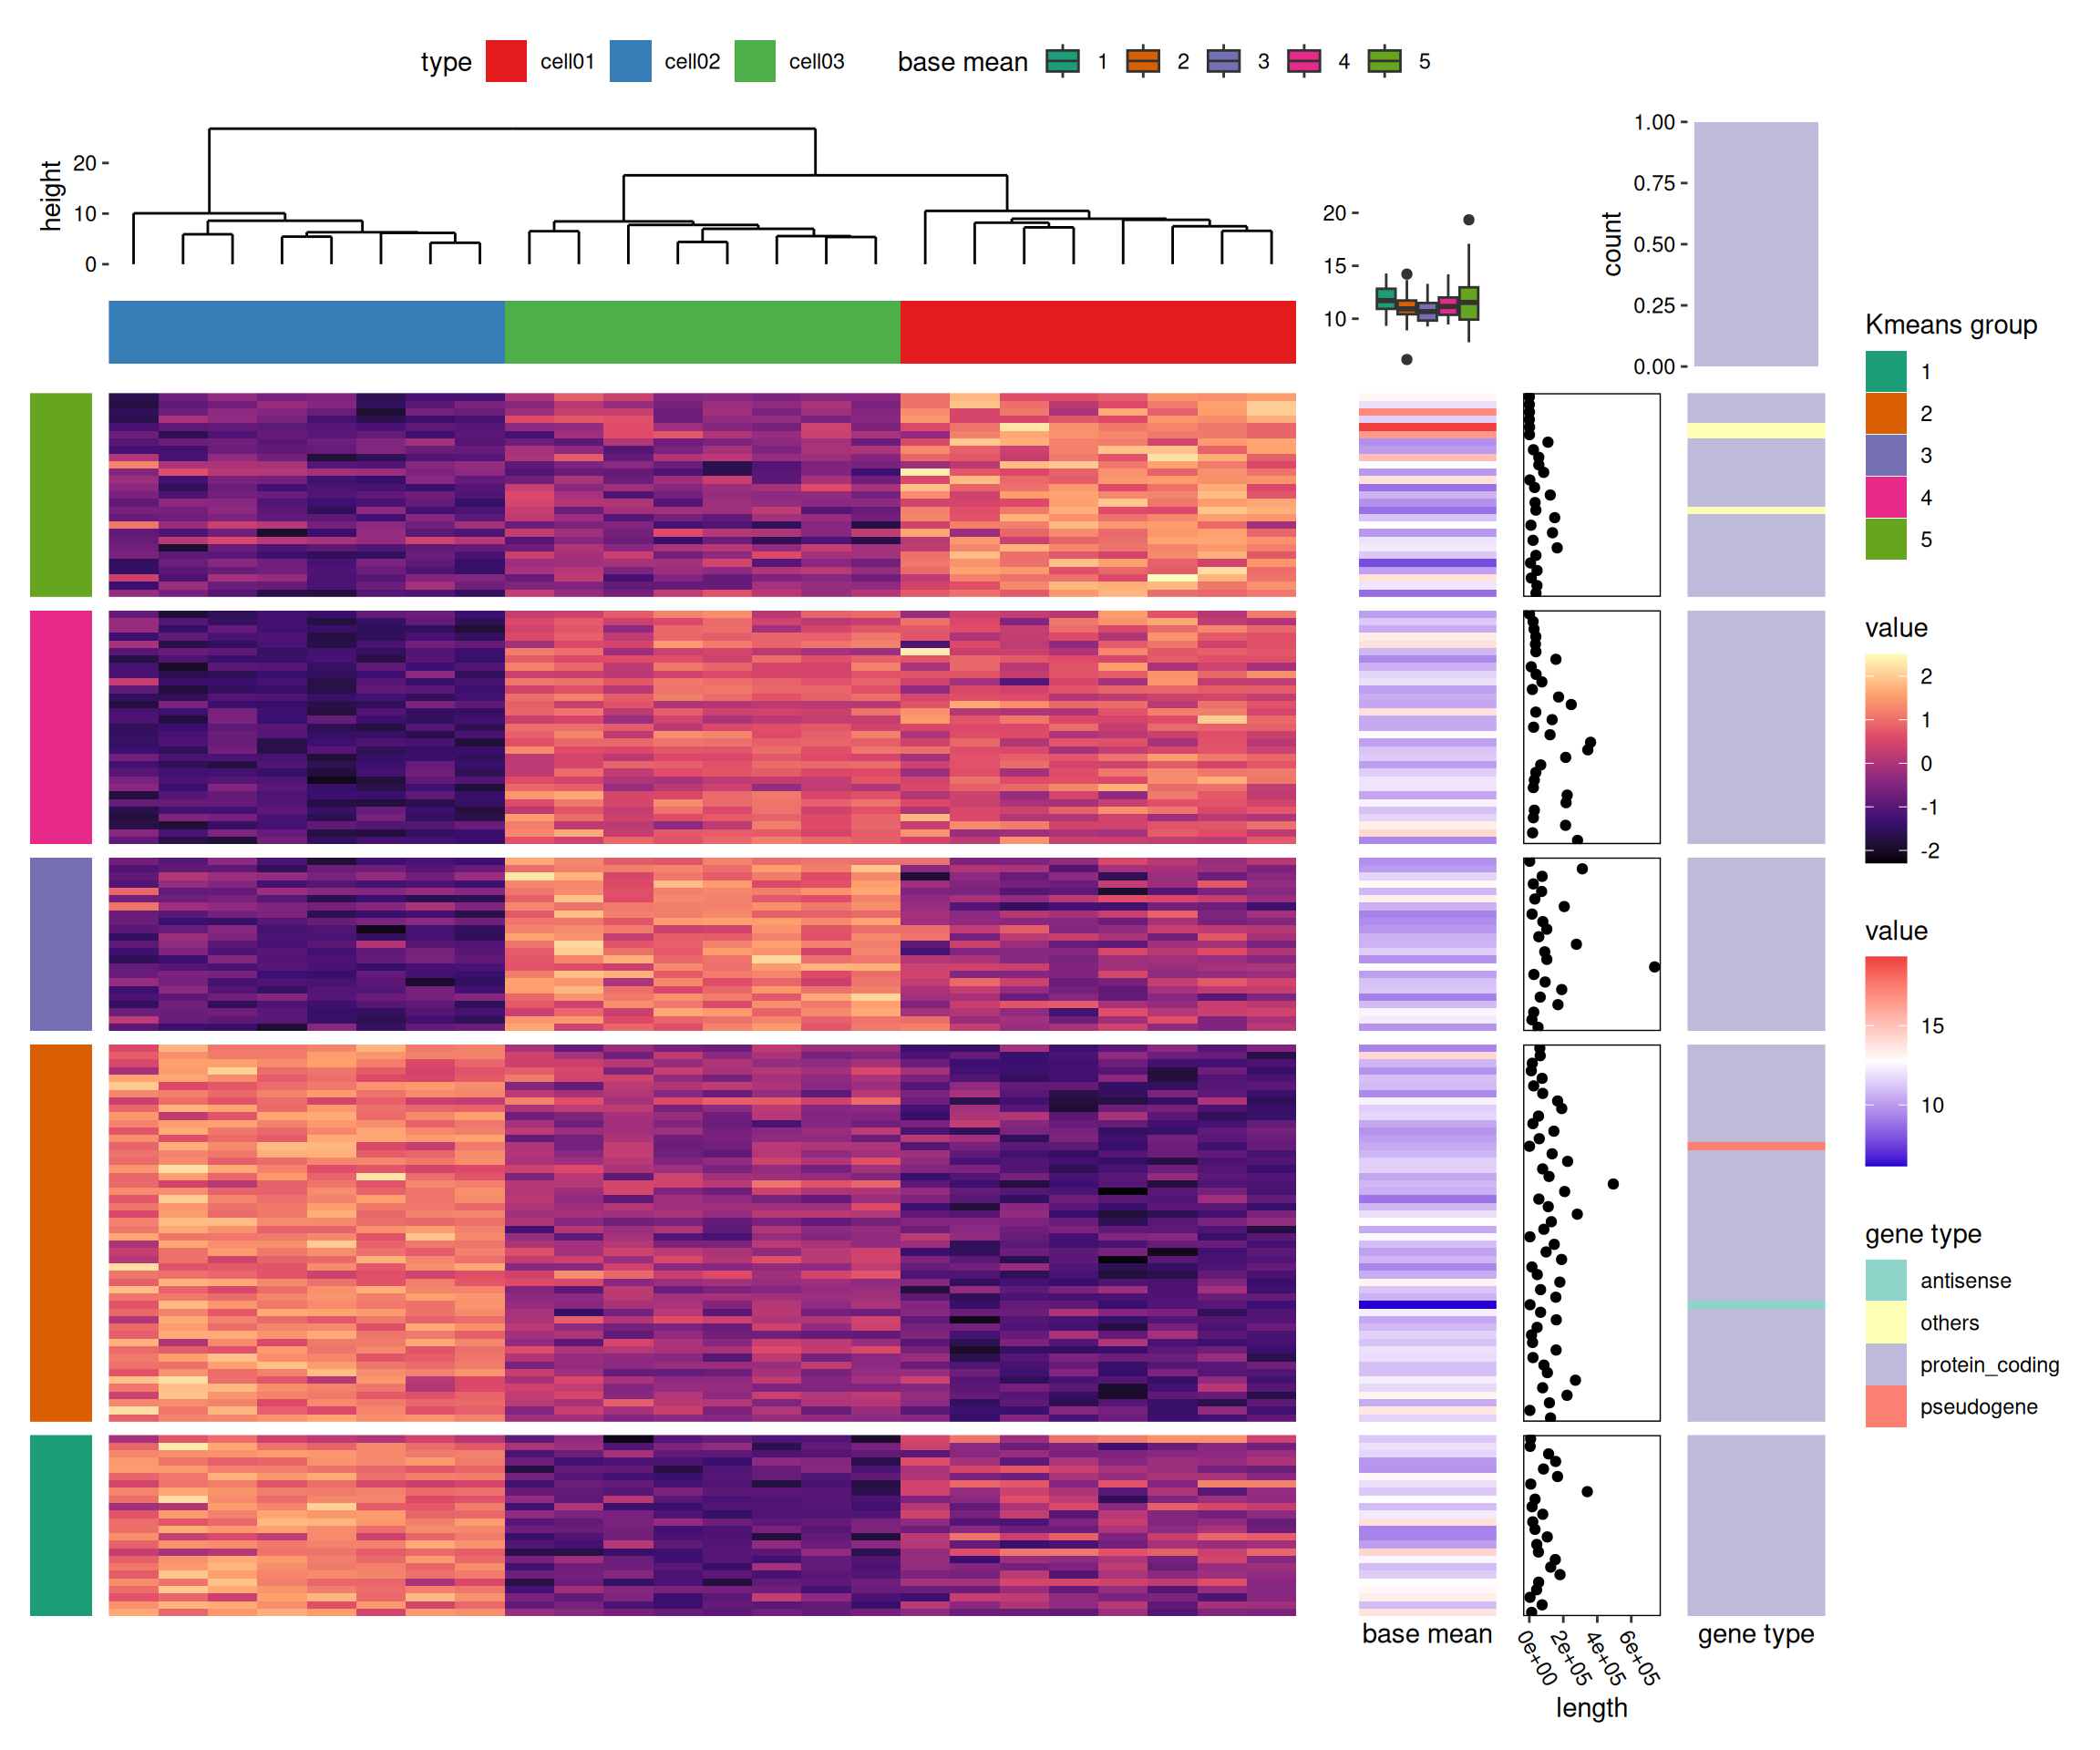 type cell01 cell02 cell03 base mean 1 2 3 4 5
height
20
10
0
20
15
10
count
1.00
0.75
0.50
0.25
0.00
Kmeans group
1
2
3
4
5
value
2
1
0
-1
-2
value
15
10
gene type
antisense
others
protein_coding
pseudogene
base mean
0e+00 2e+05 4e+05 6e+05
length
gene type